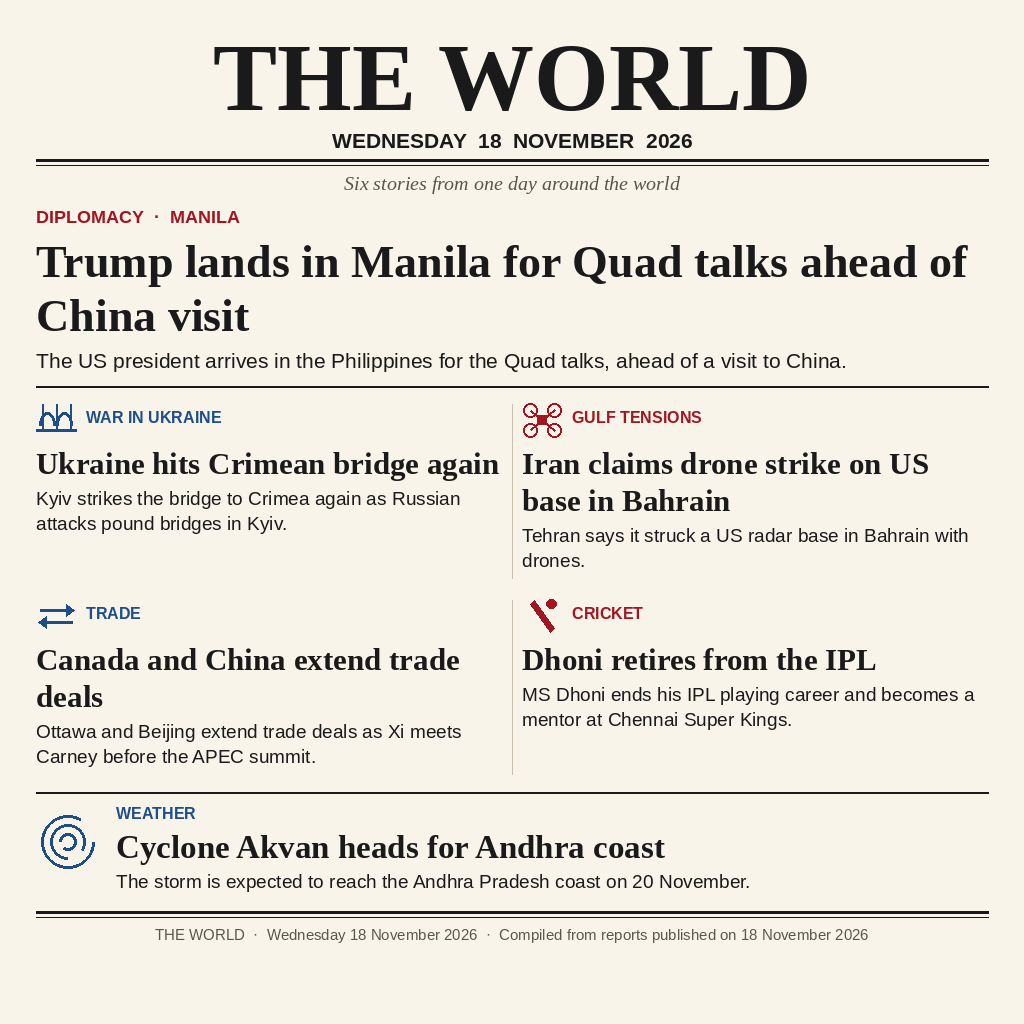 THE WORLD
WEDNESDAY 18 NOVEMBER 2026
Six stories from one day around the world
DIPLOMACY · MANILA
Trump lands in Manila for Quad talks ahead of
China visit
The US president arrives in the Philippines for the Quad talks, ahead of a visit to China.
WAR IN UKRAINE
Ukraine hits Crimean bridge again
Kyiv strikes the bridge to Crimea again as Russian
attacks pound bridges in Kyiv.
GULF TENSIONS
Iran claims drone strike on US
base in Bahrain
Tehran says it struck a US radar base in Bahrain with
drones.
TRADE
Canada and China extend trade
deals
Ottawa and Beijing extend trade deals as Xi meets
Carney before the APEC summit.
CRICKET
Dhoni retires from the IPL
MS Dhoni ends his IPL playing career and becomes a
mentor at Chennai Super Kings.
WEATHER
Cyclone Akvan heads for Andhra coast
The storm is expected to reach the Andhra Pradesh coast on 20 November.
THE WORLD · Wednesday 18 November 2026 · Compiled from reports published on 18 November 2026